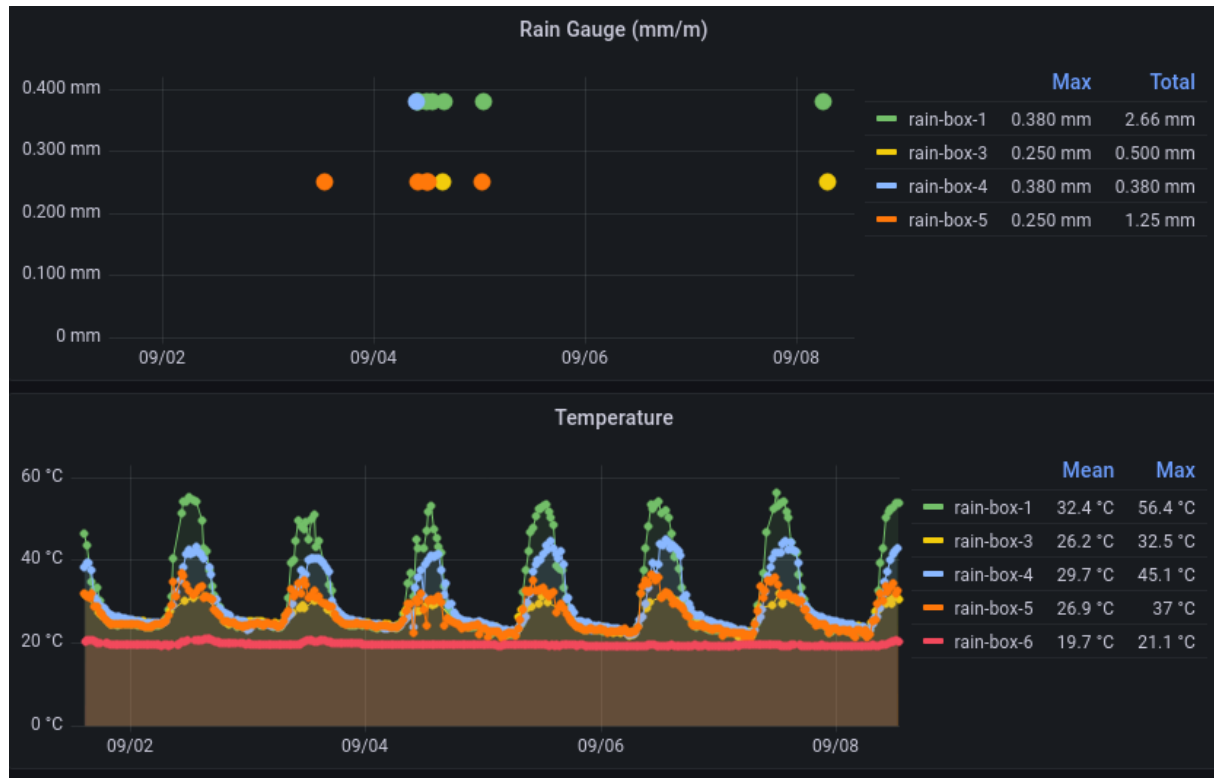 Rain Gauge (mm/m)
0.400 mm
0.300 mm
0.200 mm
0.100 mm
0 mm
09/02 09/04 09/06 09/08
Max Total
rain-box-1 0.380 mm 2.66 mm
rain-box-3 0.250 mm 0.500 mm
rain-box-4 0.380 mm 0.380 mm
rain-box-5 0.250 mm 1.25 mm
Temperature
60 °C
40 °C
20 °C
0 °C
09/02 09/04 09/06 09/08
Mean Max
rain-box-1 32.4 °C 56.4 °C
rain-box-3 26.2 °C 32.5 °C
rain-box-4 29.7 °C 45.1 °C
rain-box-5 26.9 °C 37 °C
rain-box-6 19.7 °C 21.1 °C